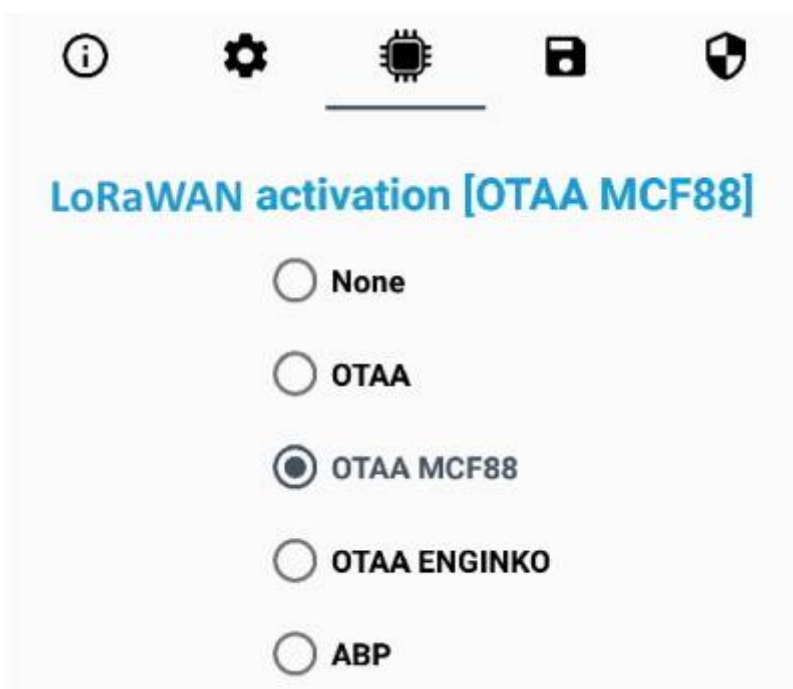 LoRaWAN activation [OTAA MCF88]
None
OTAA
OTAA MCF88
OTAA ENGINKO
ABP